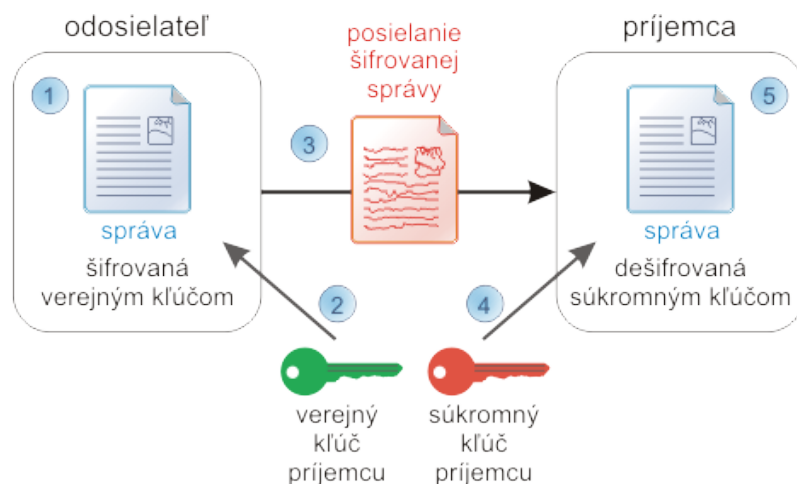 odosielateľ
1
správa
šifrovaná
verejným kľúčom
posielanie
šifrovanej
správy
3
príjemca
5
správa
dešifrovaná
súkromným kľúčom
2
4
verejný
kľúč
príjemcu
súkromný
kľúč
príjemcu